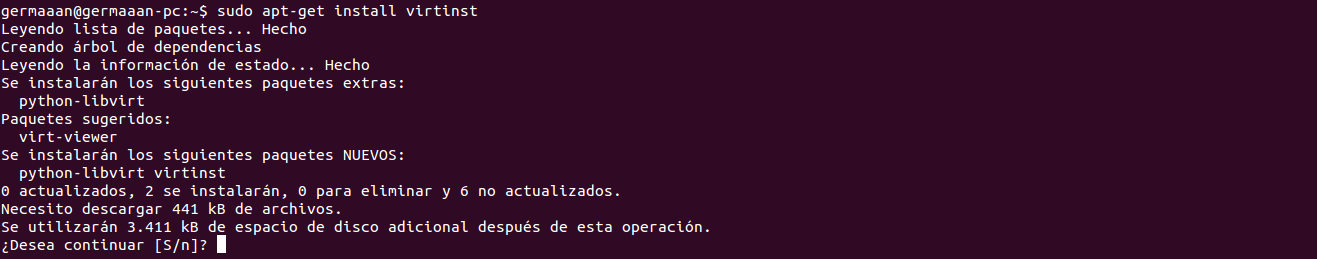 germaaan@germaaan-pc:~$ sudo apt-get install virtinst
Leyendo lista de paquetes... Hecho
Creando árbol de dependencias
Leyendo la información de estado... Hecho
Se instalarán los siguientes paquetes extras:
  python-libvirt
Paquetes sugeridos:
  virt-viewer
Se instalarán los siguientes paquetes NUEVOS:
  python-libvirt virtinst
0 actualizados, 2 se instalarán, 0 para eliminar y 6 no actualizados.
Necesito descargar 441 kB de archivos.
Se utilizarán 3.411 kB de espacio de disco adicional después de esta operación.
¿Desea continuar [S/n]?